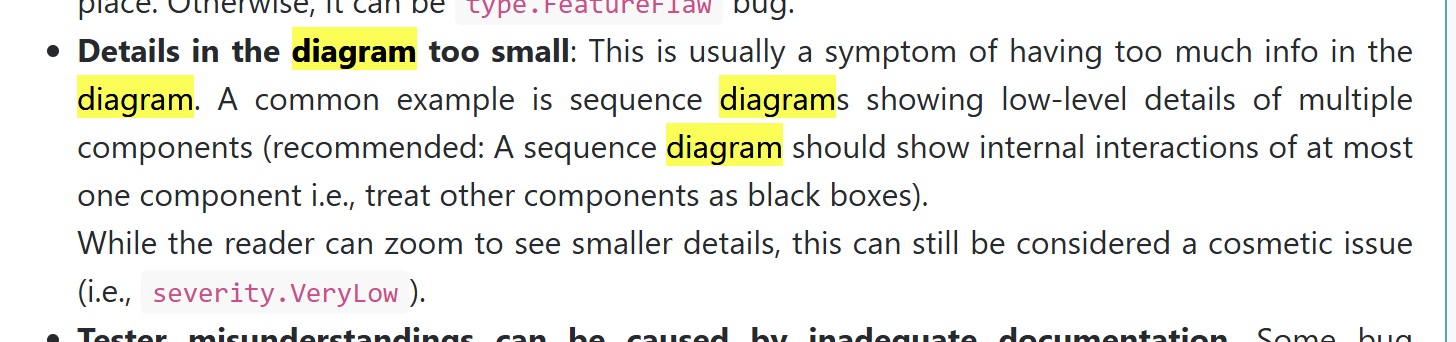 place. Otherwise, it can be type.FeatureFlaw bug.
• Details in the diagram too small: This is usually a symptom of having too much info in the
diagram. A common example is sequence diagrams showing low-level details of multiple
components (recommended: A sequence diagram should show internal interactions of at most
one component i.e., treat other components as black boxes).
While the reader can zoom to see smaller details, this can still be considered a cosmetic issue
(i.e., severity.VeryLow ).
• Tester misunderstandings can be caused by inadequate documentation. Some bug